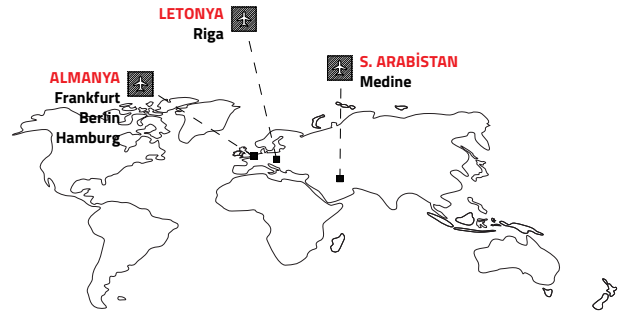 LETONYA
Riga
S. ARABİSTAN
Medine
ALMANYA
Frankfurt
Berlin
Hamburg